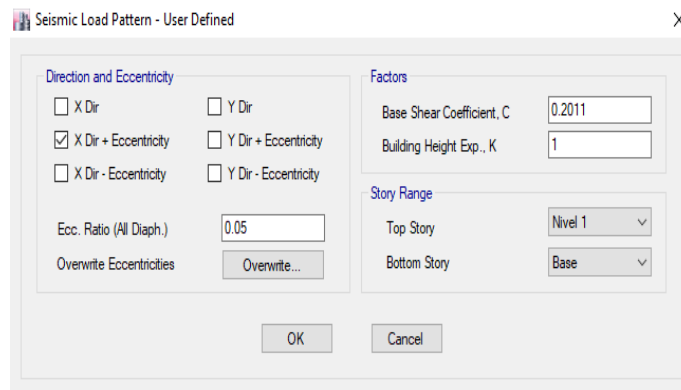 Seismic Load Pattern - User Defined
Direction and Eccentricity
X Dir
Y Dir
X Dir + Eccentricity
Y Dir + Eccentricity
X Dir - Eccentricity
Y Dir - Eccentricity
Ecc. Ratio (All Diaph.)
0.05
Overwrite Eccentricities
Overwrite...
Factors
Base Shear Coefficient, C
0.2011
Building Height Exp., K
1
Story Range
Top Story
Nivel 1
Bottom Story
Base
OK
Cancel